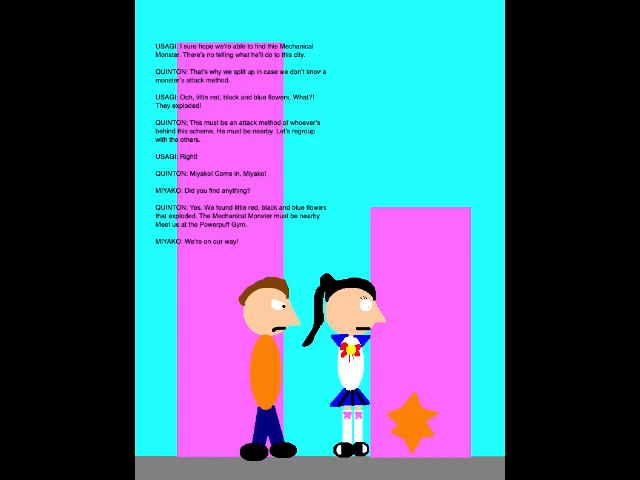 USAGI: I sure hope we're able to find this Mechanical
Monster. There's no telling what he'll do to this city.
QUINTON: That's why we split up in case we don't know a
monster's attack method.
USAGI: Ooh, little red, black and blue flowers. What?!
They exploded!
QUINTON: This must be an attack method of whoever's
behind this scheme. He must be nearby. Let's regroup
with the others.
USAGI: Right!
QUINTON: Miyako! Come in, Miyako!
MIYAKO: Did you find anything?
QUINTON: Yes. We found little red, black and blue flowers
that exploded. The Mechanical Monster must be nearby
Meet us at the Powerpuff Gym.
MIYAKO: We're on our way!